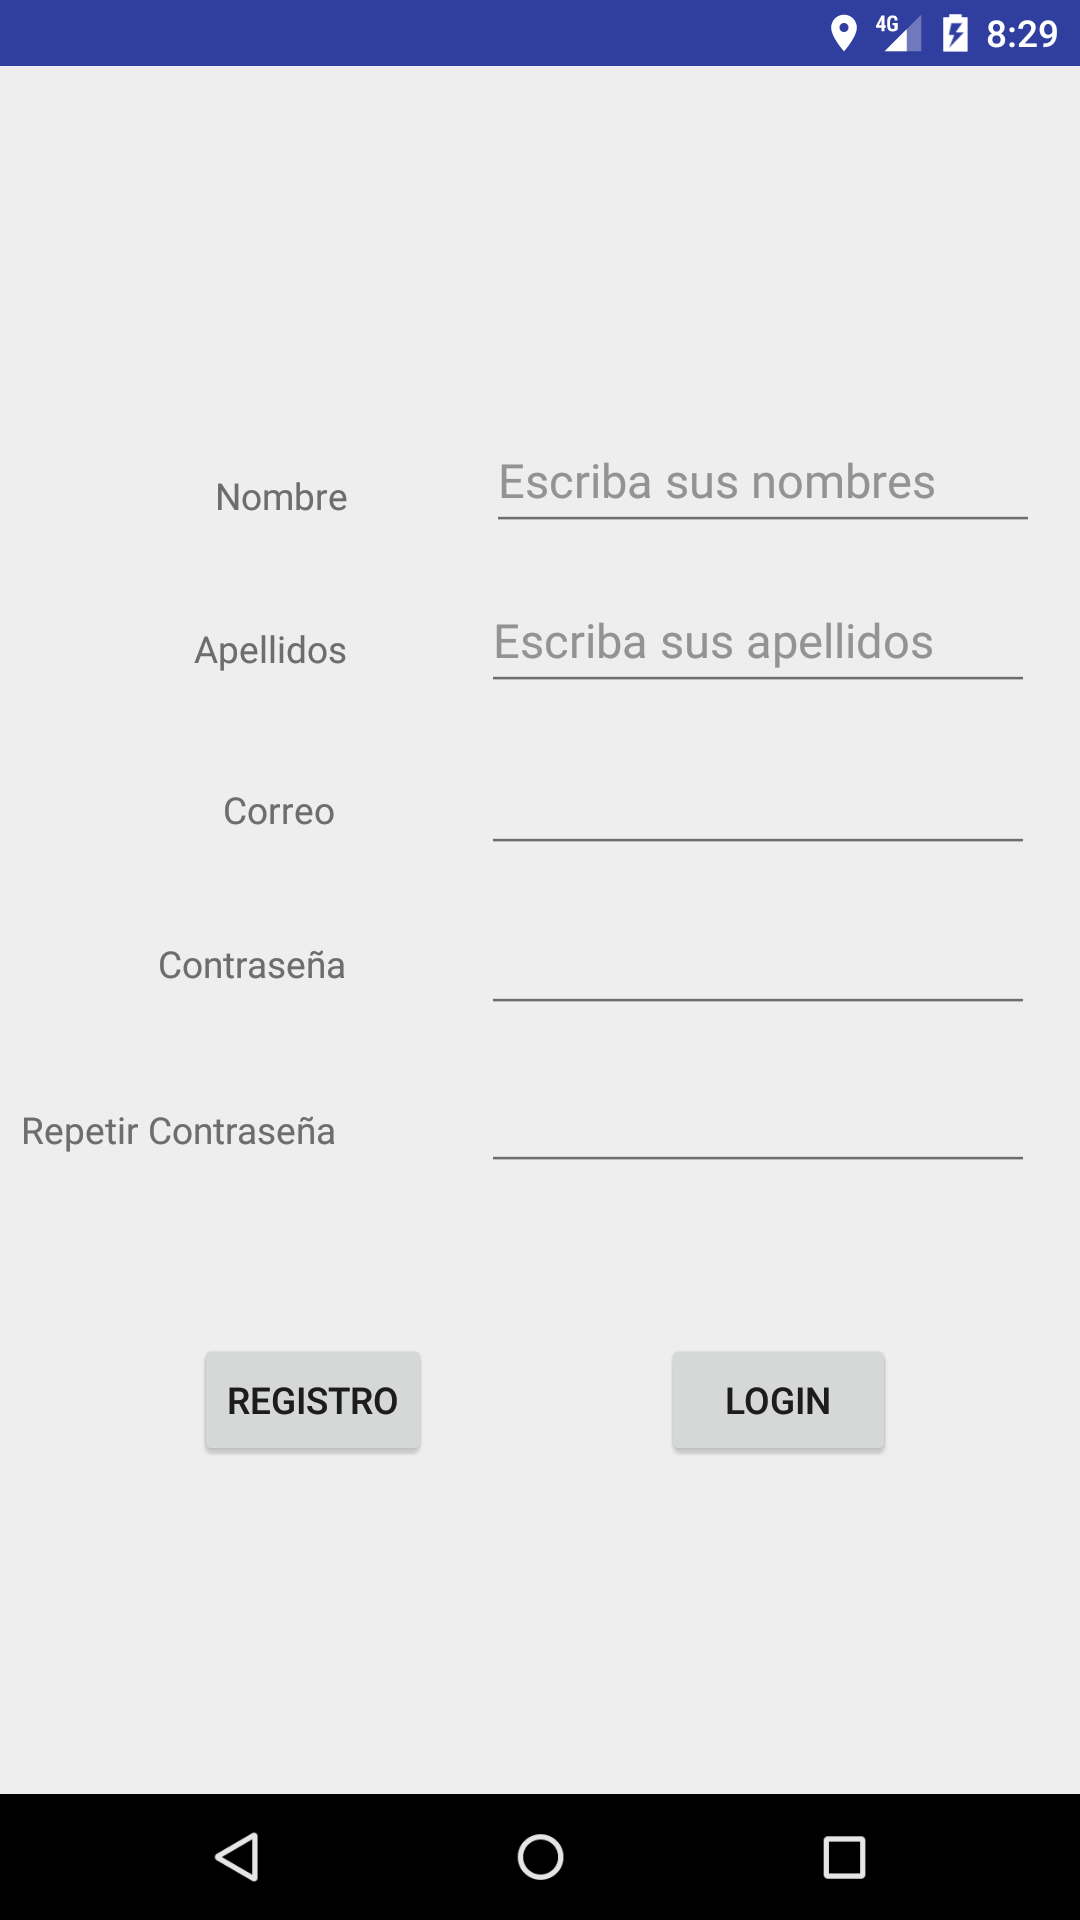 4G 8:29
Nombre Escriba sus nombres
Apellidos Escriba sus apellidos
Correo
Contraseña
Repetir Contraseña
REGISTRO LOGIN